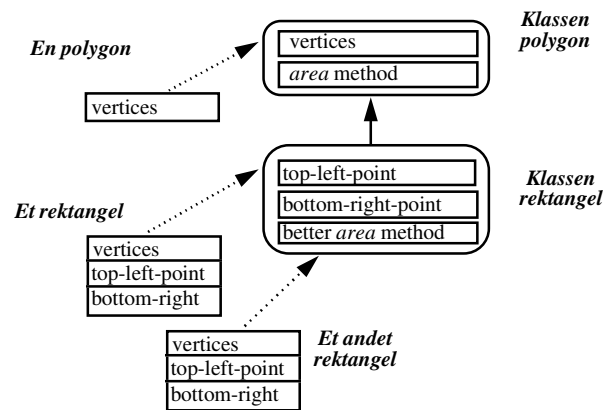 Klassen
polygon
En polygon
vertices
area method
vertices
Klassen
rektangel
top-left-point
bottom-right-point
better area method
Et rektangel
vertices
top-left-point
bottom-right
Et andet
rektangel
vertices
top-left-point
bottom-right